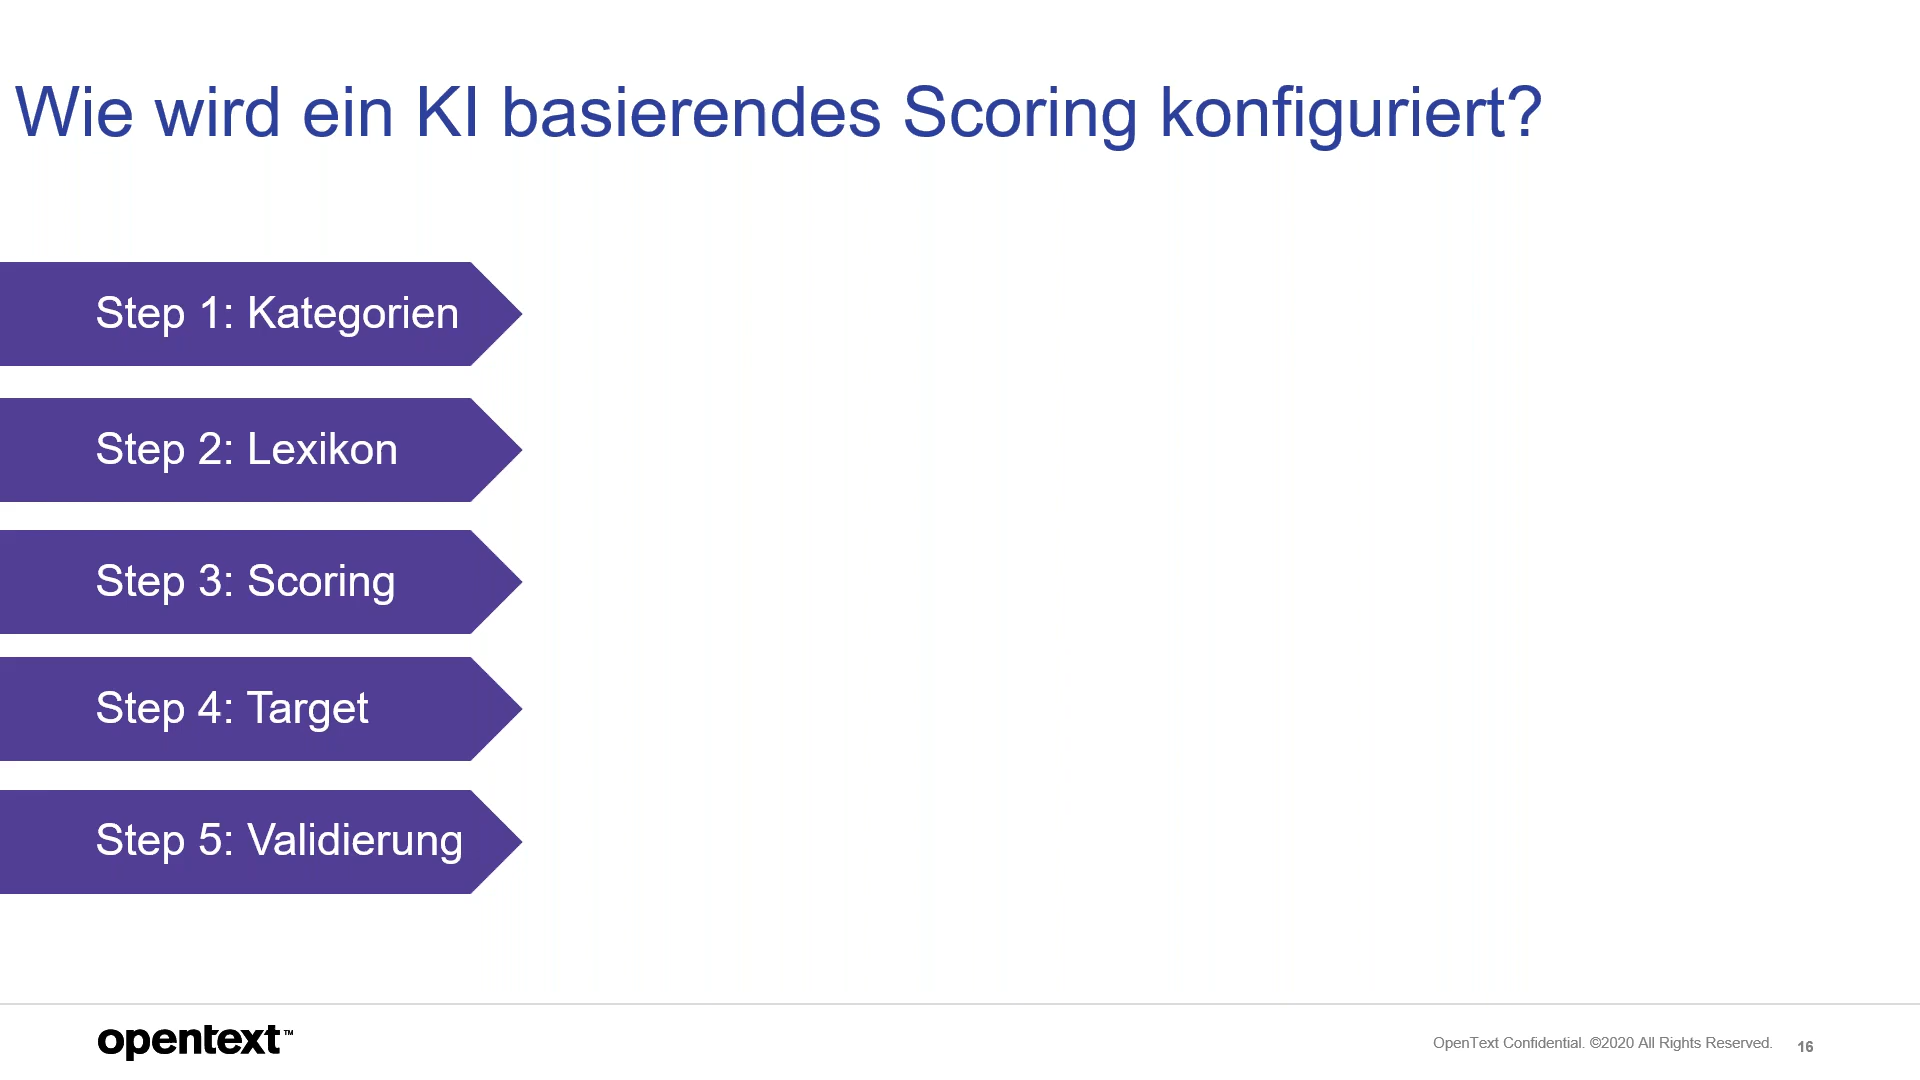 Wie wird ein KI basierendes Scoring konfiguriert?
Step 1: Kategorien
Step 2: Lexikon
Step 3: Scoring
Step 4: Target
Step 5: Validierung
opentext™
OpenText Confidential. ©2020 All Rights Reserved. 16